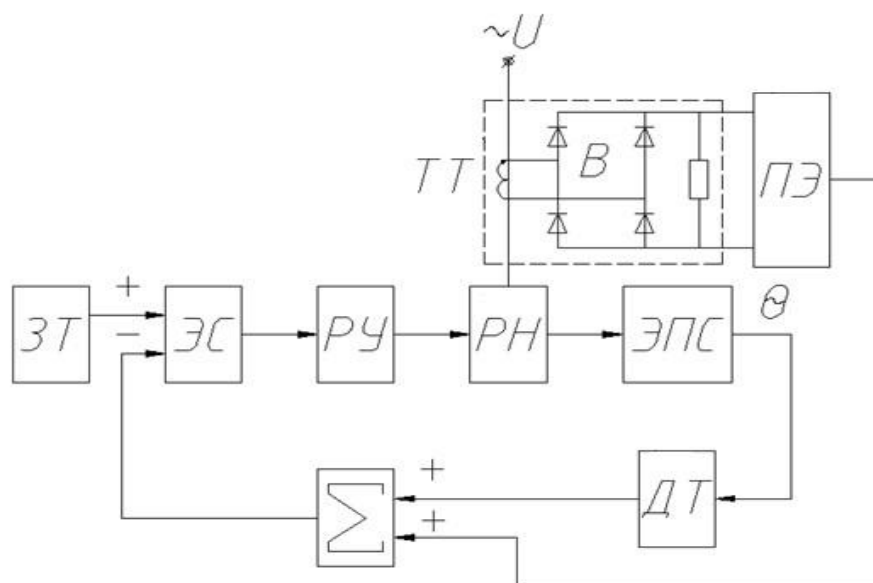 ~U
ТТ
В
ПЭ
+
-
ЗТ
ЭС
РУ
РН
ЭПС
Θ
Σ
+
+
ДТ